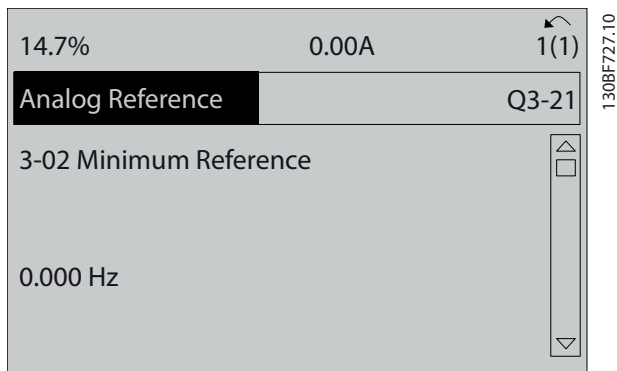 14.7% 0.00A 1(1)
Analog Reference Q3-21
3-02 Minimum Reference
0.000 Hz
130BF727.10